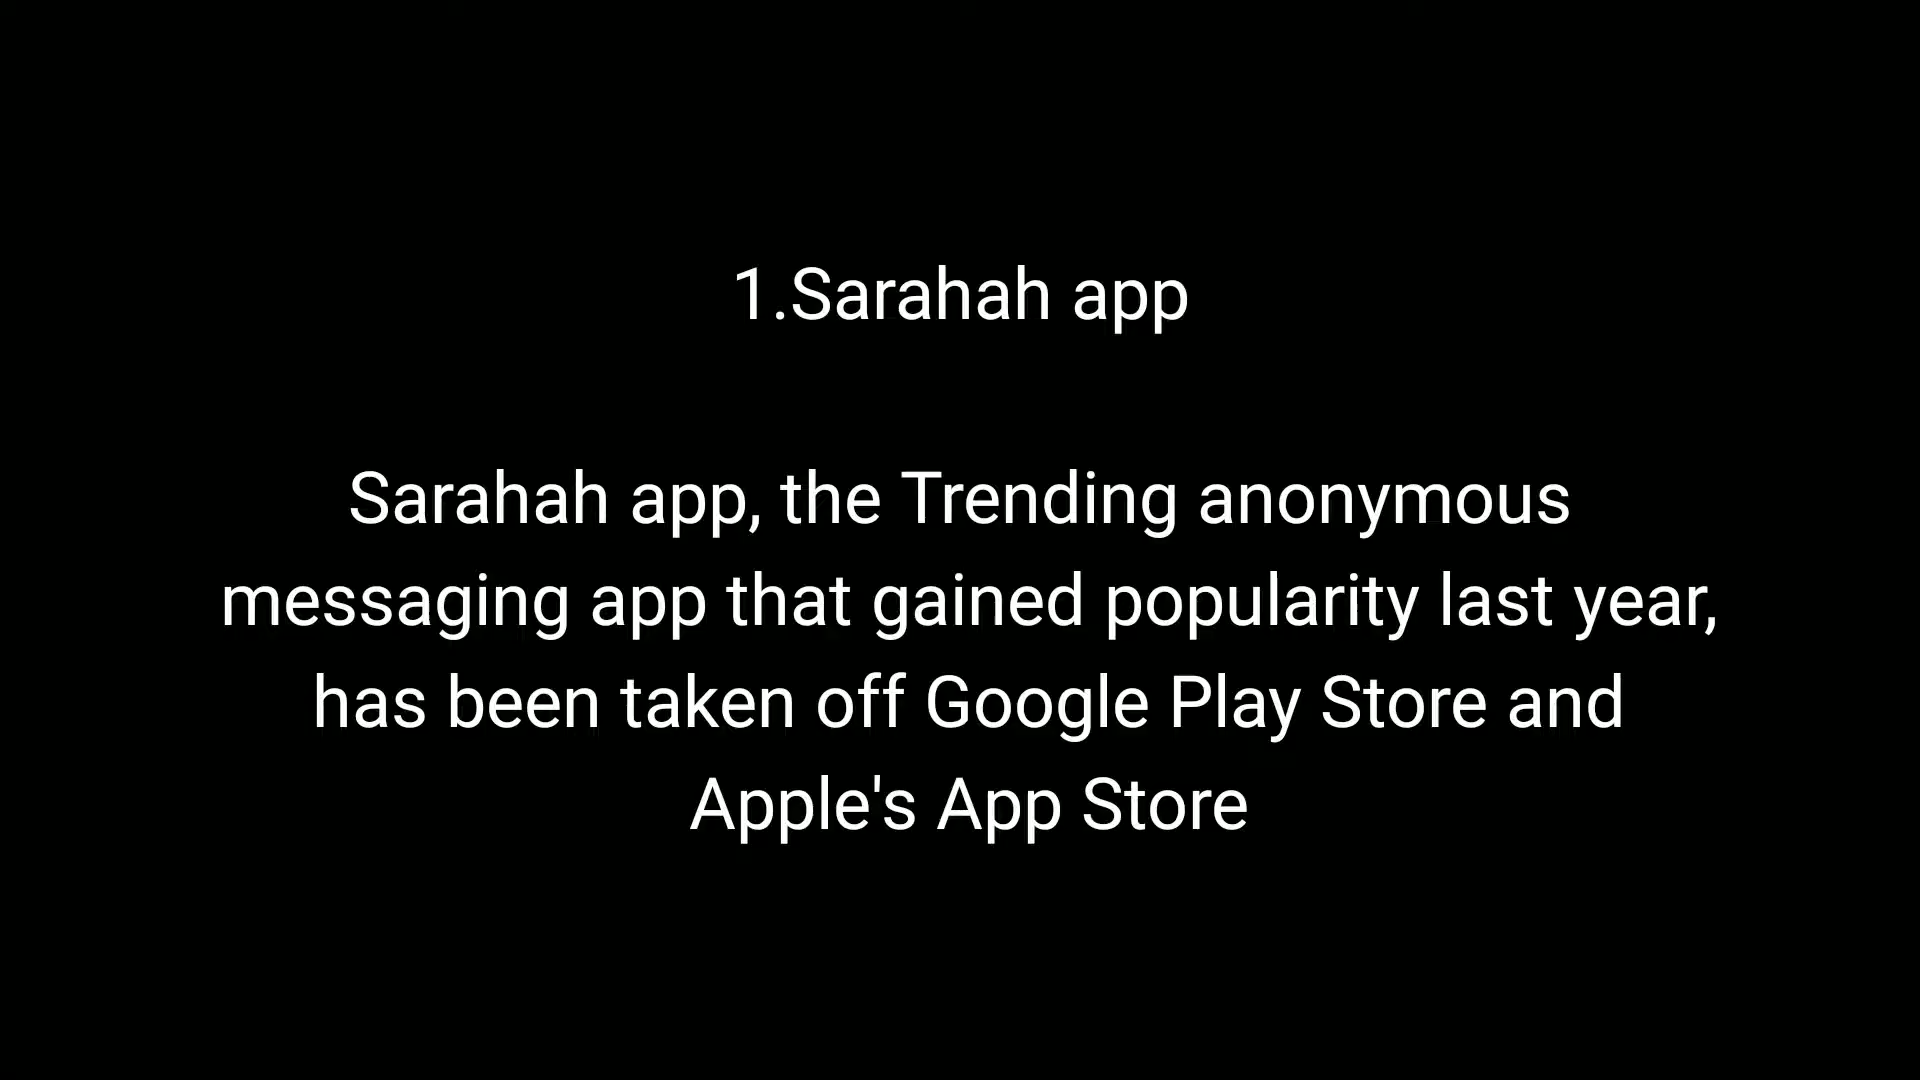 1.Sarahah app
Sarahah app, the Trending anonymous
messaging app that gained popularity last year,
has been taken off Google Play Store and
Apple's App Store